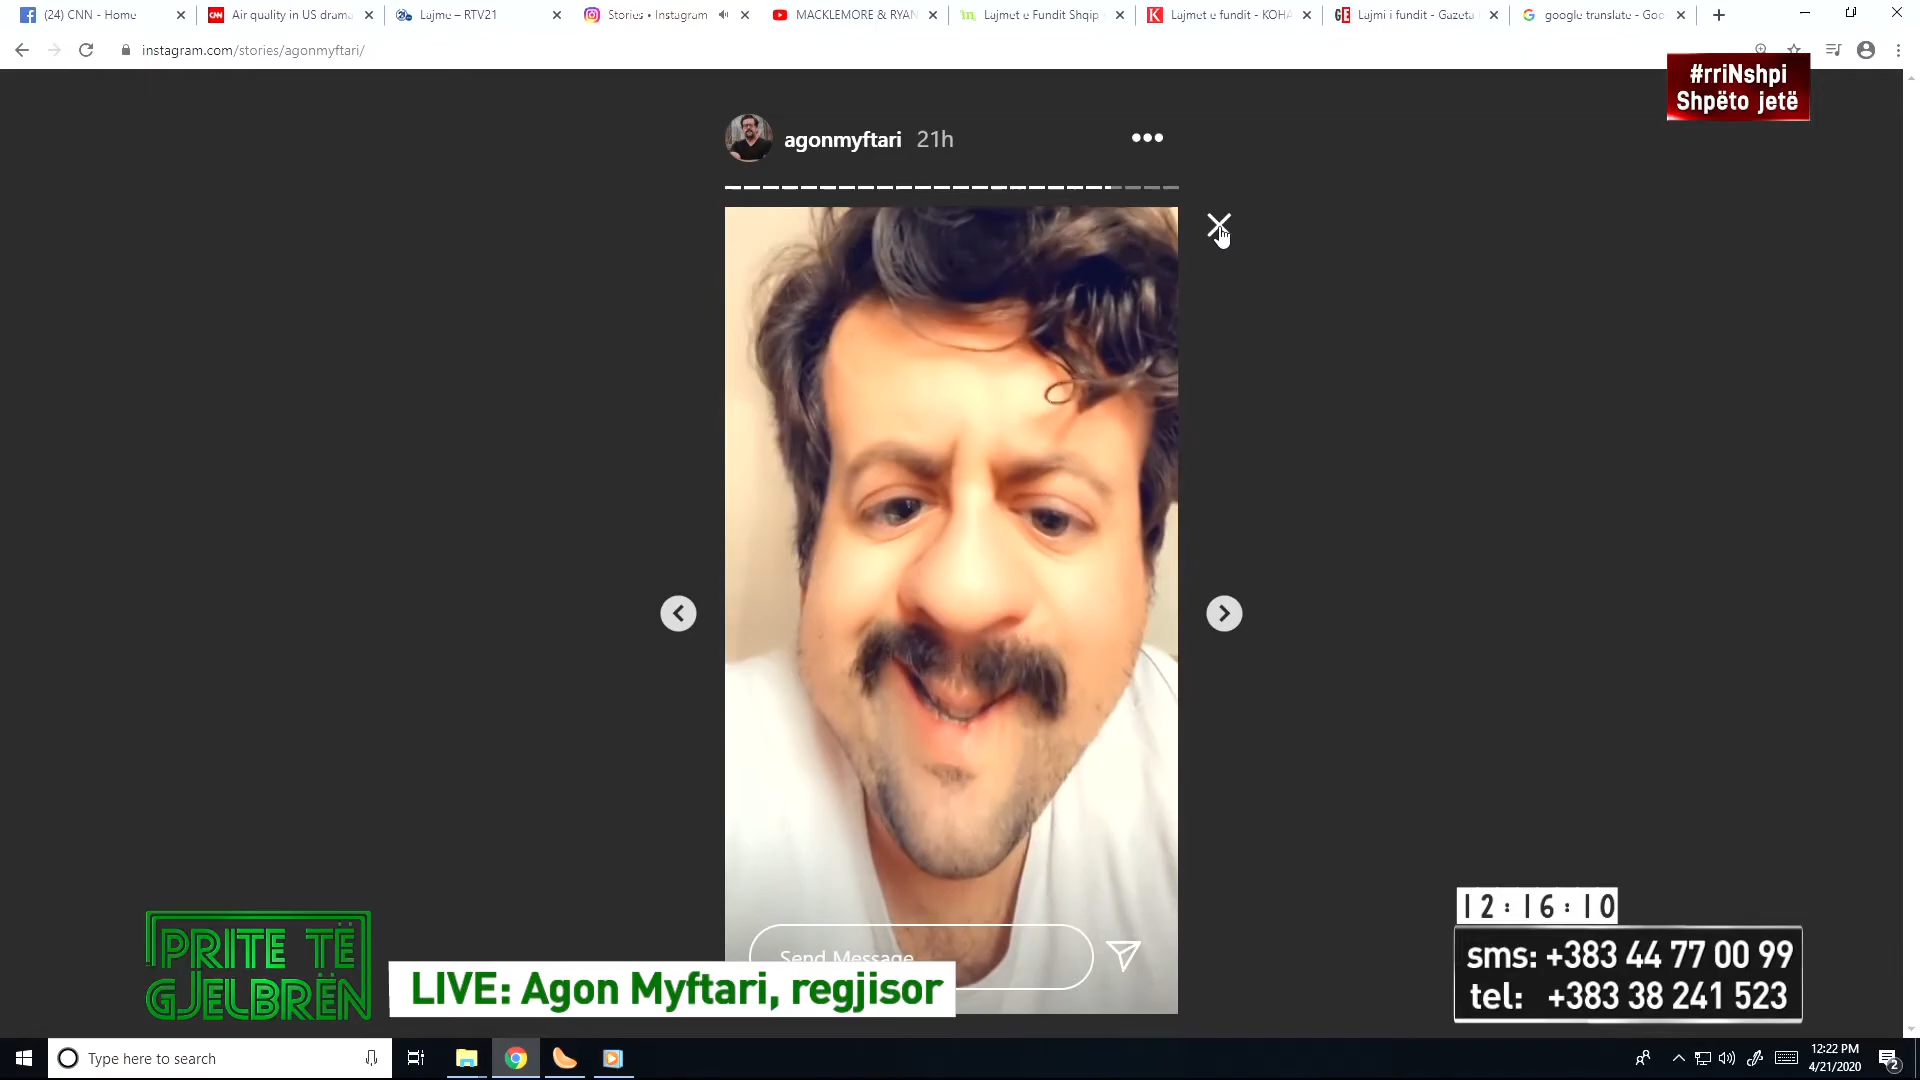 (24) CNN - Home
Air quality in US drama
Lajme – RTV21
Stories • Instagram
MACKLEMORE & RYAN
Lajmet e Fundit Shqip
Lajmet e fundit - KOHA
Lajmi i fundit - Gazeta
google translate - Goo
instagram.com/stories/agonmyftari/
#rriNshpi
Shpëto jetë
agonmyftari 21h
Send Message
PRITE TË
GJELBRËN
LIVE: Agon Myftari, regjisor
12:16:10
sms: +383 44 77 00 99
tel: +383 38 241 523
Type here to search
12:22 PM
4/21/2020
2